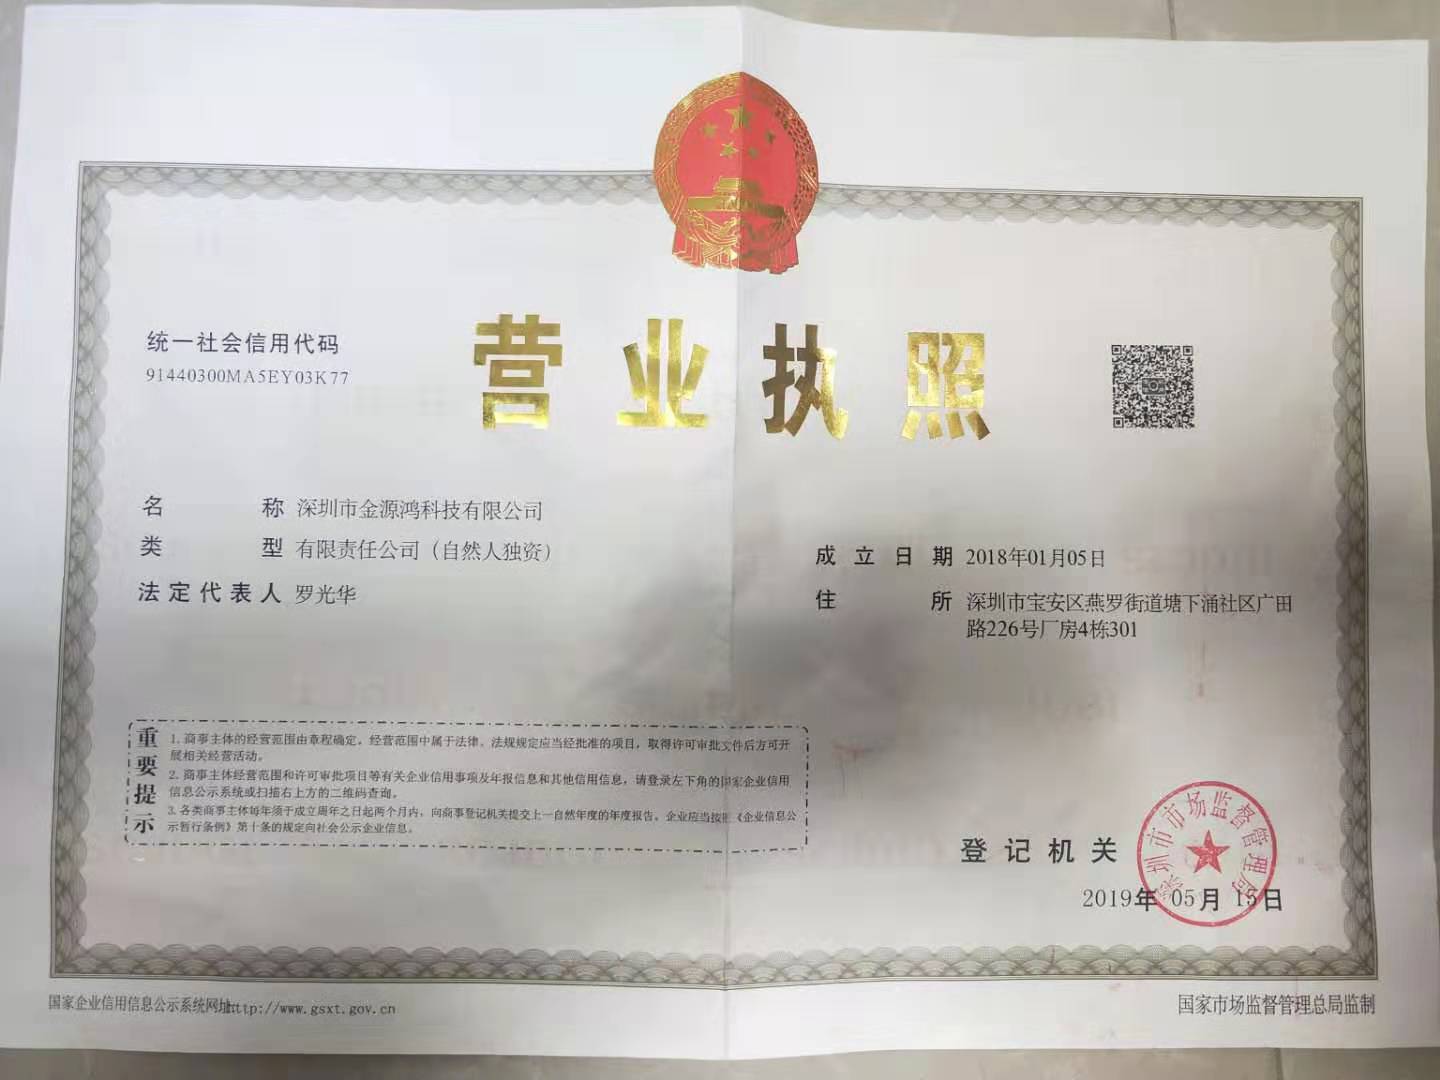 统一社会信用代码
91440300MA5EY03K77
营业执照
名称 深圳市金源鸿科技有限公司
类型 有限责任公司（自然人独资）
法定代表人 罗光华
成立日期 2018年01月05日
住所 深圳市宝安区燕罗街道塘下涌社区广田
路226号厂房4栋301
重要提示
1. 商事主体的经营范围由章程确定，经营范围中属于法律、法规规定应当经批准的项目，取得许可审批文件后方可开
展相关经营活动。
2. 商事主体经营范围和许可审批项目等有关企业信用事项及年报信息和其他信用信息，请登录左下角的国家企业信用
信息公示系统或扫描右上方的二维码查询。
3. 各类商事主体每年须于成立周年之日起两个月内，向商事登记机关提交上一自然年度的年度报告。企业应当按照《企业信息公
示暂行条例》第十条的规定向社会公示企业信息。
登记机关
深圳市市场监督管理局
2019年05月15日
国家企业信用信息公示系统网址http://www.gsxt.gov.cn
国家市场监督管理总局监制